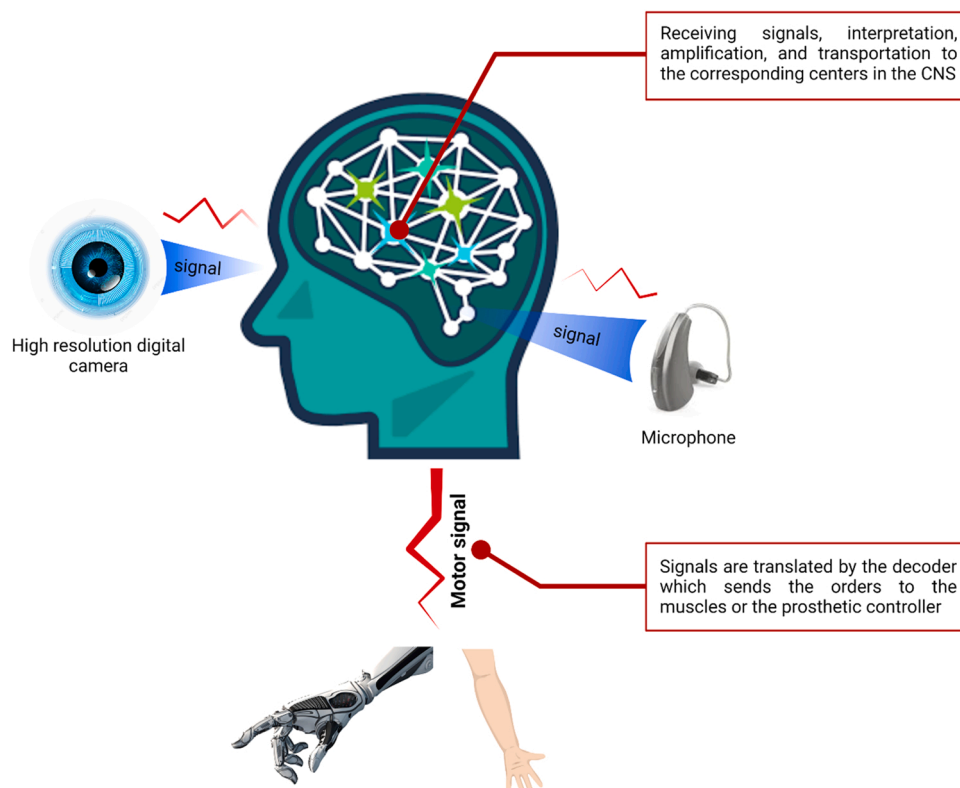 Receiving signals, interpretation,
amplification, and transportation to
the corresponding centers in the CNS
signal
High resolution digital
camera
signal
Microphone
Motor signal
Signals are translated by the decoder
which sends the orders to the
muscles or the prosthetic controller